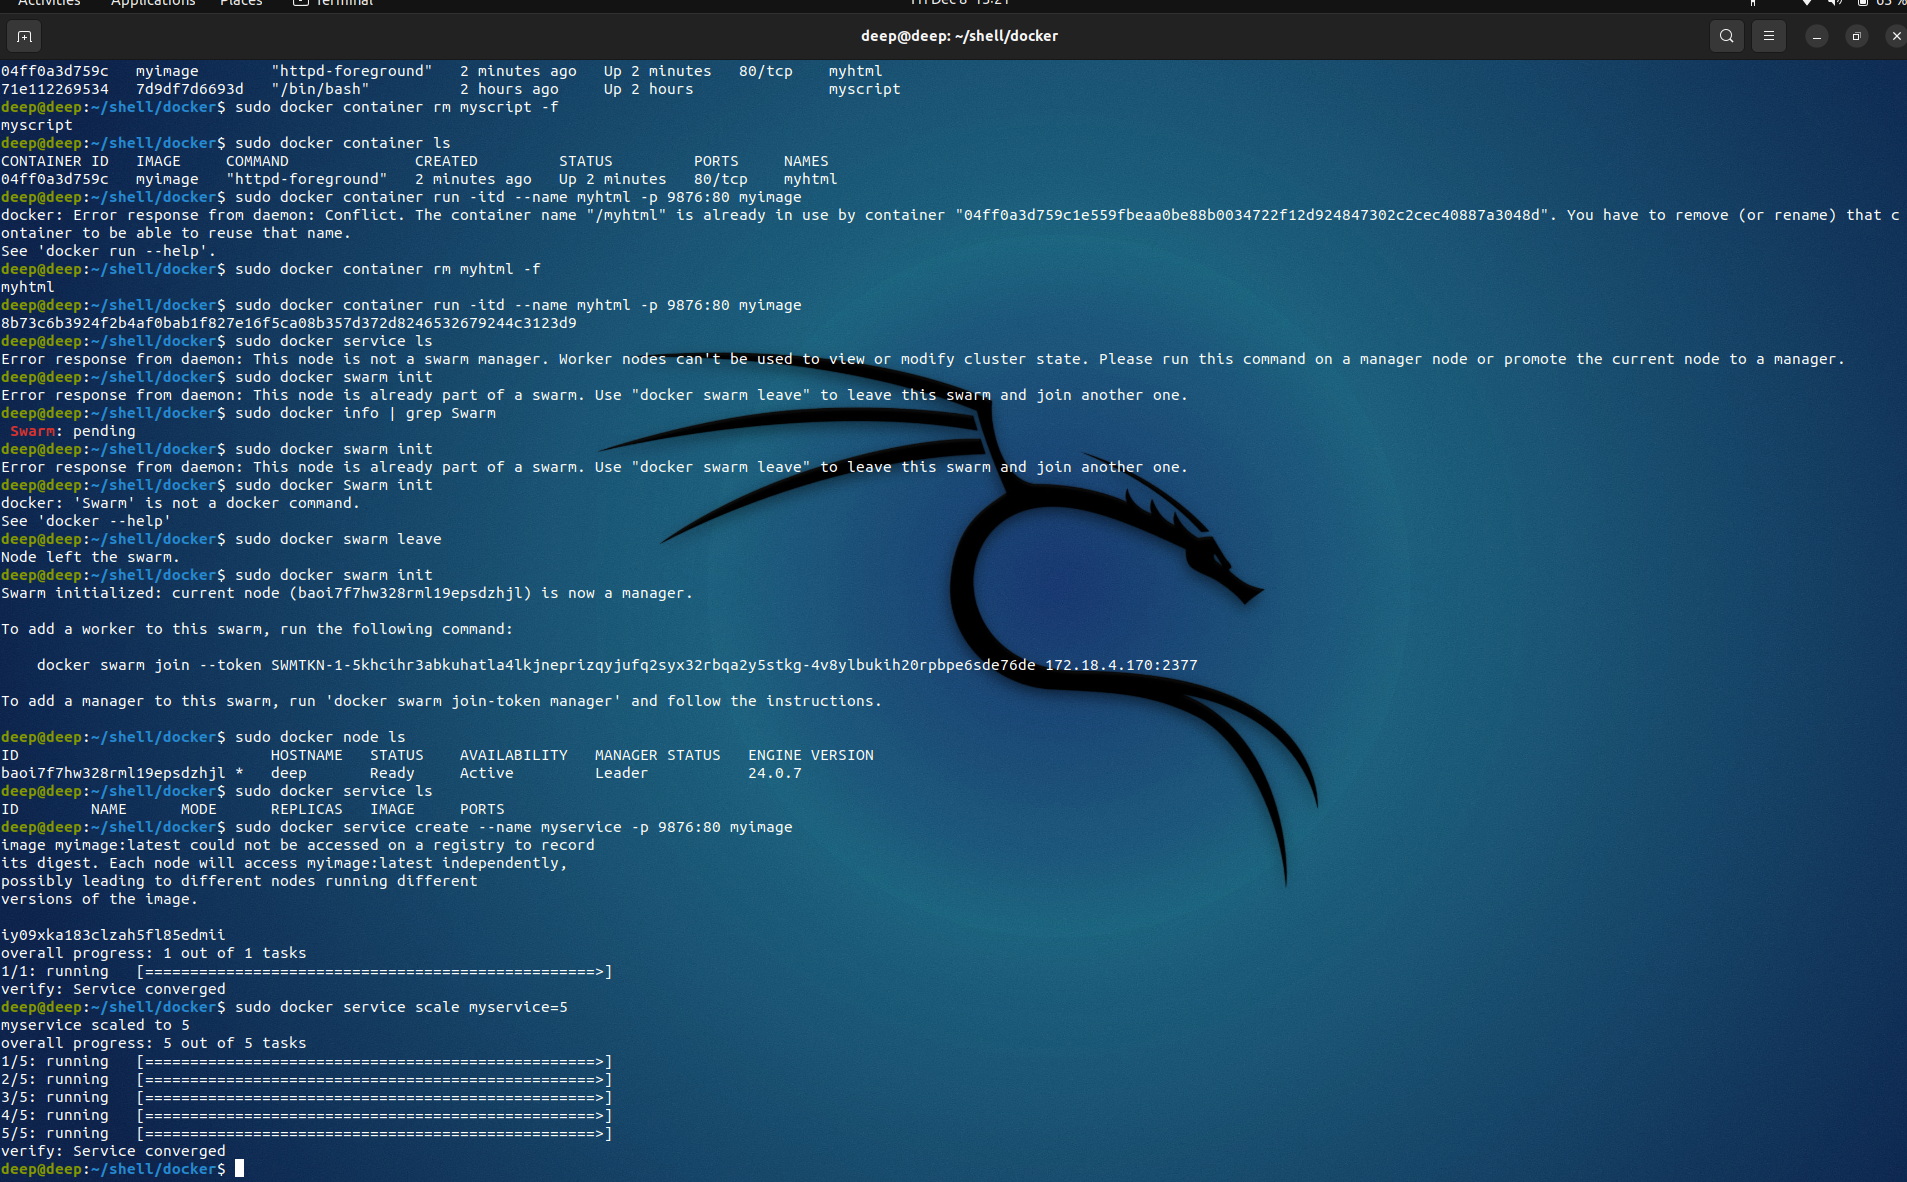 Activities Applications Places Terminal Fri Dec 8 15:21 63 %
deep@deep: ~/shell/docker
04ff0a3d759c   myimage        "httpd-foreground"   2 minutes ago   Up 2 minutes   80/tcp    myhtml
71e112269534   7d9df7d6693d   "/bin/bash"          2 hours ago     Up 2 hours               myscript
deep@deep:~/shell/docker$ sudo docker container rm myscript -f
myscript
deep@deep:~/shell/docker$ sudo docker container ls
CONTAINER ID   IMAGE     COMMAND              CREATED         STATUS         PORTS     NAMES
04ff0a3d759c   myimage   "httpd-foreground"   2 minutes ago   Up 2 minutes   80/tcp    myhtml
deep@deep:~/shell/docker$ sudo docker container run -itd --name myhtml -p 9876:80 myimage
docker: Error response from daemon: Conflict. The container name "/myhtml" is already in use by container "04ff0a3d759c1e559fbeaa0be88b0034722f12d924847302c2cec40887a3048d". You have to remove (or rename) that c
ontainer to be able to reuse that name.
See 'docker run --help'.
deep@deep:~/shell/docker$ sudo docker container rm myhtml -f
myhtml
deep@deep:~/shell/docker$ sudo docker container run -itd --name myhtml -p 9876:80 myimage
8b73c6b3924f2b4af0bab1f827e16f5ca08b357d372d8246532679244c3123d9
deep@deep:~/shell/docker$ sudo docker service ls
Error response from daemon: This node is not a swarm manager. Worker nodes can't be used to view or modify cluster state. Please run this command on a manager node or promote the current node to a manager.
deep@deep:~/shell/docker$ sudo docker swarm init
Error response from daemon: This node is already part of a swarm. Use "docker swarm leave" to leave this swarm and join another one.
deep@deep:~/shell/docker$ sudo docker info | grep Swarm
 Swarm: pending
deep@deep:~/shell/docker$ sudo docker swarm init
Error response from daemon: This node is already part of a swarm. Use "docker swarm leave" to leave this swarm and join another one.
deep@deep:~/shell/docker$ sudo docker Swarm init
docker: 'Swarm' is not a docker command.
See 'docker --help'
deep@deep:~/shell/docker$ sudo docker swarm leave
Node left the swarm.
deep@deep:~/shell/docker$ sudo docker swarm init
Swarm initialized: current node (baoi7f7hw328rml19epsdzhjl) is now a manager.

To add a worker to this swarm, run the following command:

    docker swarm join --token SWMTKN-1-5khcihr3abkuhatla4lkjneprizqyjufq2syx32rbqa2y5stkg-4v8ylbukih20rpbpe6sde76de 172.18.4.170:2377

To add a manager to this swarm, run 'docker swarm join-token manager' and follow the instructions.

deep@deep:~/shell/docker$ sudo docker node ls
ID                            HOSTNAME   STATUS    AVAILABILITY   MANAGER STATUS   ENGINE VERSION
baoi7f7hw328rml19epsdzhjl *   deep       Ready     Active         Leader           24.0.7
deep@deep:~/shell/docker$ sudo docker service ls
ID        NAME      MODE      REPLICAS   IMAGE     PORTS
deep@deep:~/shell/docker$ sudo docker service create --name myservice -p 9876:80 myimage
image myimage:latest could not be accessed on a registry to record
its digest. Each node will access myimage:latest independently,
possibly leading to different nodes running different
versions of the image.

iy09xka183clzah5fl85edmii
overall progress: 1 out of 1 tasks
1/1: running   [==================================================>]
verify: Service converged
deep@deep:~/shell/docker$ sudo docker service scale myservice=5
myservice scaled to 5
overall progress: 5 out of 5 tasks
1/5: running   [==================================================>]
2/5: running   [==================================================>]
3/5: running   [==================================================>]
4/5: running   [==================================================>]
5/5: running   [==================================================>]
verify: Service converged
deep@deep:~/shell/docker$